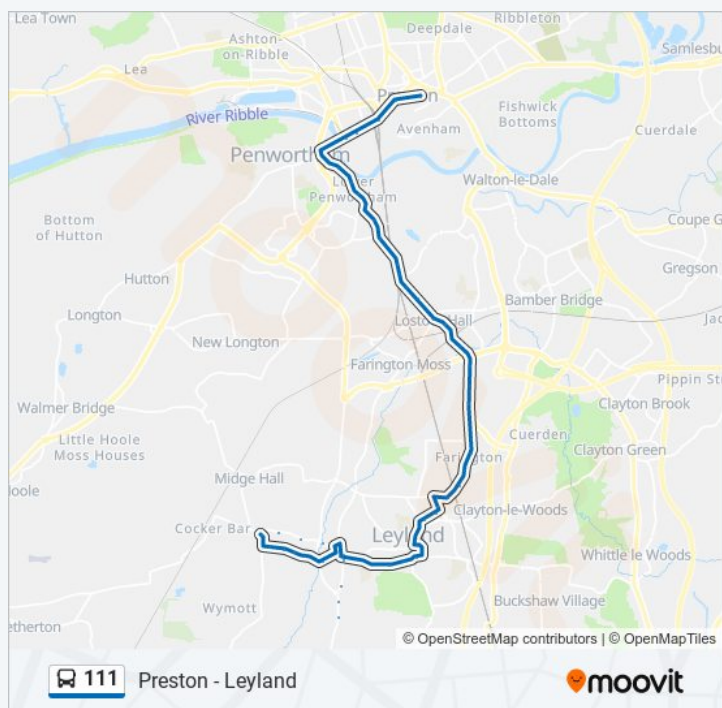 Lea Town
Deepdale
Ribbleton
Ashton-
on-Ribble
Samlesbu
Lea
Preston
Fishwick
Bottoms
River Ribble
Avenham
Cuerdale
Penwortham
Lower
Penwortham
Walton-le-Dale
Bottom
of Hutton
Coupe G
Hutton
Gregson
Bamber Bridge
Longton
Lostock Hall
Jac
New Longton
Farington Moss
Pippin Str
Walmer Bridge
Clayton Brook
Little Hoole
Moss Houses
Cuerden
Clayton Green
Farington
Midge Hall
Hoole
Clayton-le-Woods
Cocker Bar
Leyland
Whittle le Woods
Wymott
Buckshaw Village
etherton
© OpenStreetMap contributors | © OpenMapTiles
111 Preston - Leyland
moovit